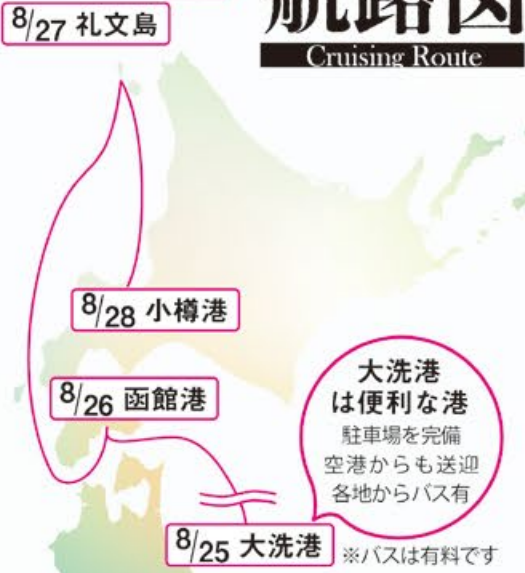 航路図
Cruising Route
8/27 礼文島
8/28 小樽港
8/26 函館港
大洗港
は便利な港
駐車場を完備
空港からも送迎
各地からバス有
8/25 大洗港
※バスは有料です